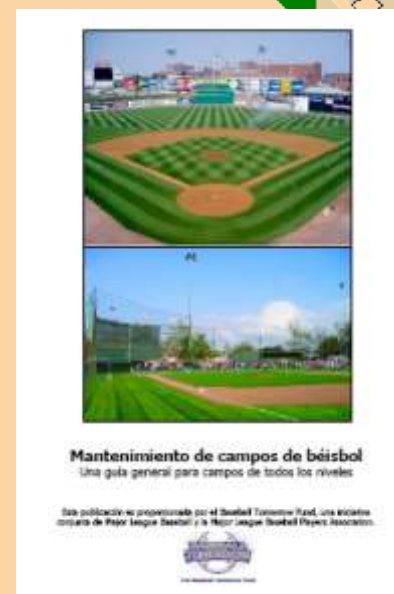 Mantenimiento de campos de béisbol
Una guía general para campos de todos los niveles
Esta publicación es proporcionada por el Baseball Tomorrow Fund, una iniciativa
conjunta de Major League Baseball y la Major League Baseball Players Association.